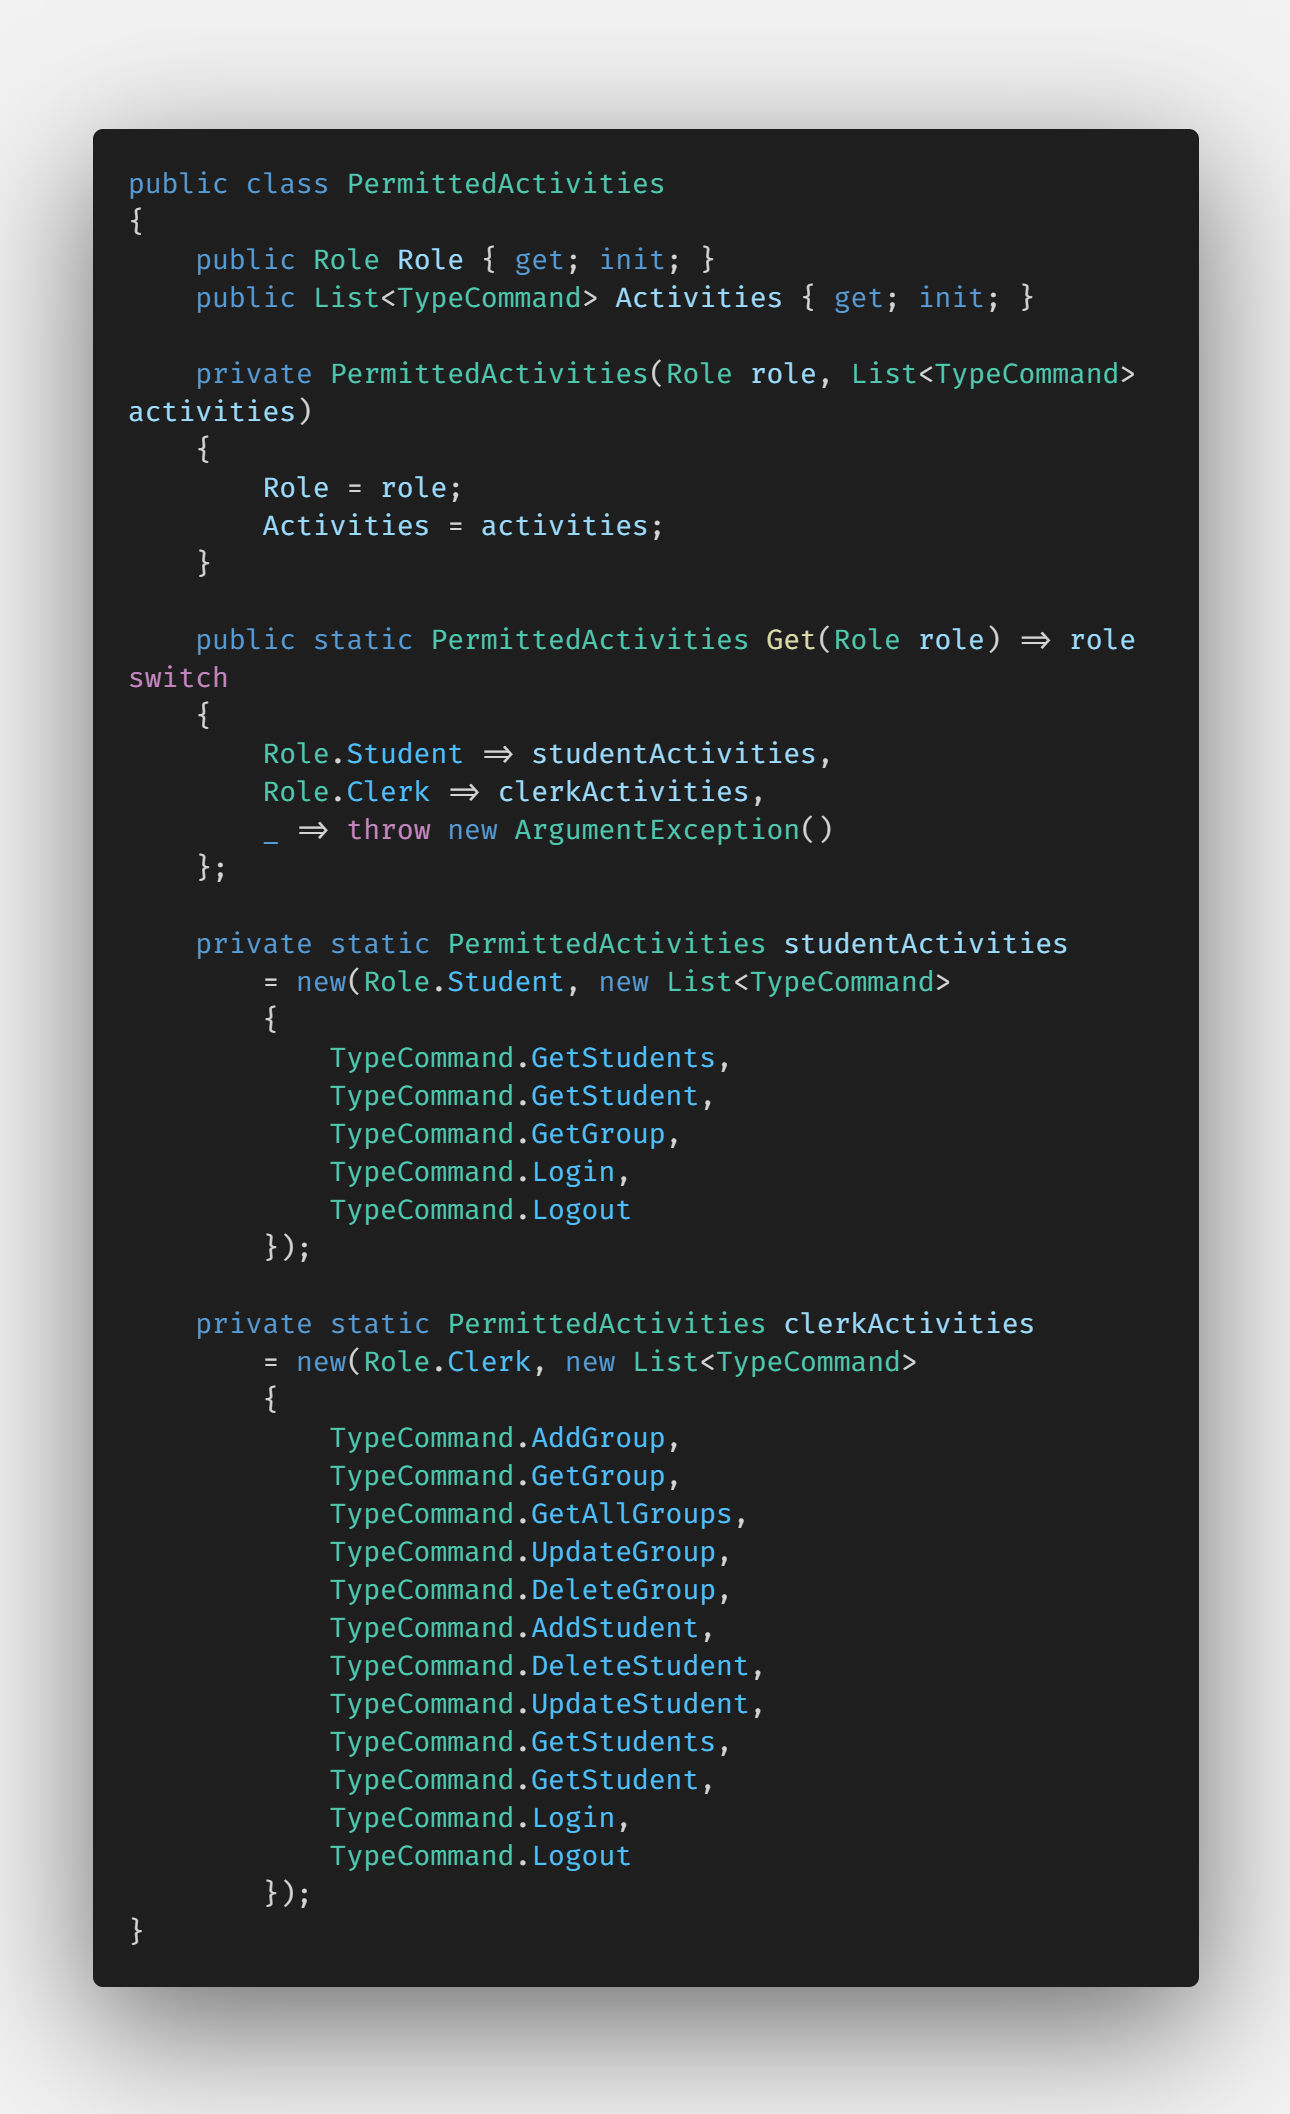 public class PermittedActivities
{
    public Role Role { get; init; }
    public List<TypeCommand> Activities { get; init; }

    private PermittedActivities(Role role, List<TypeCommand>
activities)
    {
        Role = role;
        Activities = activities;
    }

    public static PermittedActivities Get(Role role) => role
switch
    {
        Role.Student => studentActivities,
        Role.Clerk => clerkActivities,
        _ => throw new ArgumentException()
    };

    private static PermittedActivities studentActivities
        = new(Role.Student, new List<TypeCommand>
        {
            TypeCommand.GetStudents,
            TypeCommand.GetStudent,
            TypeCommand.GetGroup,
            TypeCommand.Login,
            TypeCommand.Logout
        });

    private static PermittedActivities clerkActivities
        = new(Role.Clerk, new List<TypeCommand>
        {
            TypeCommand.AddGroup,
            TypeCommand.GetGroup,
            TypeCommand.GetAllGroups,
            TypeCommand.UpdateGroup,
            TypeCommand.DeleteGroup,
            TypeCommand.AddStudent,
            TypeCommand.DeleteStudent,
            TypeCommand.UpdateStudent,
            TypeCommand.GetStudents,
            TypeCommand.GetStudent,
            TypeCommand.Login,
            TypeCommand.Logout
        });
}